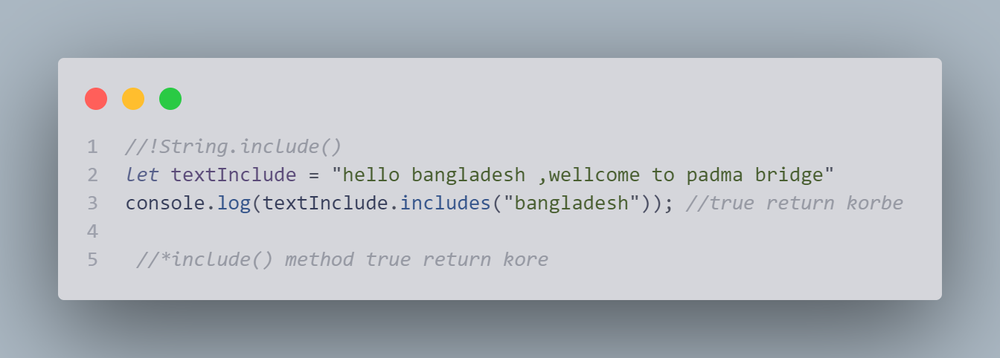 1 //!String.include()
2 let textInclude = "hello bangladesh ,wellcome to padma bridge"
3 console.log(textInclude.includes("bangladesh")); //true return korbe
4
5 //*include() method true return kore